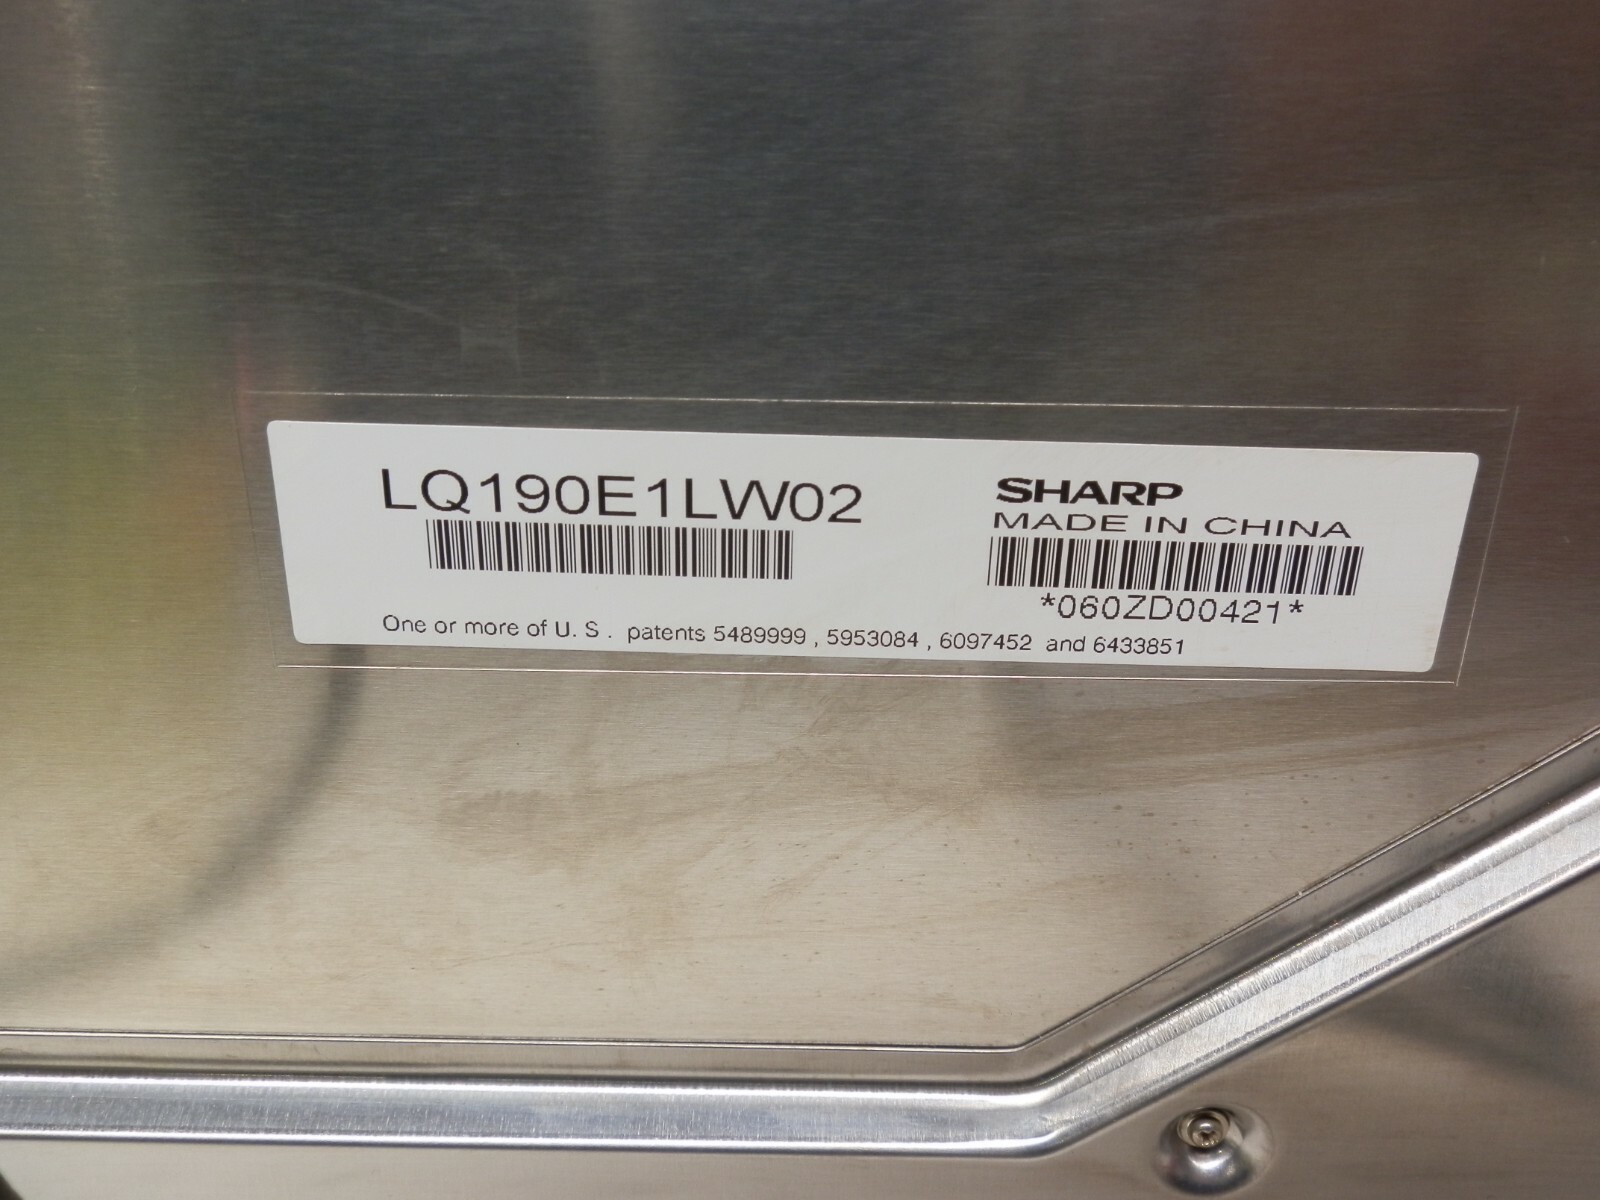 LQ190E1LW02
SHARP
MADE IN CHINA
*060ZD00421*
One or more of U. S . patents 5489999 , 5953084 , 6097452 and 6433851